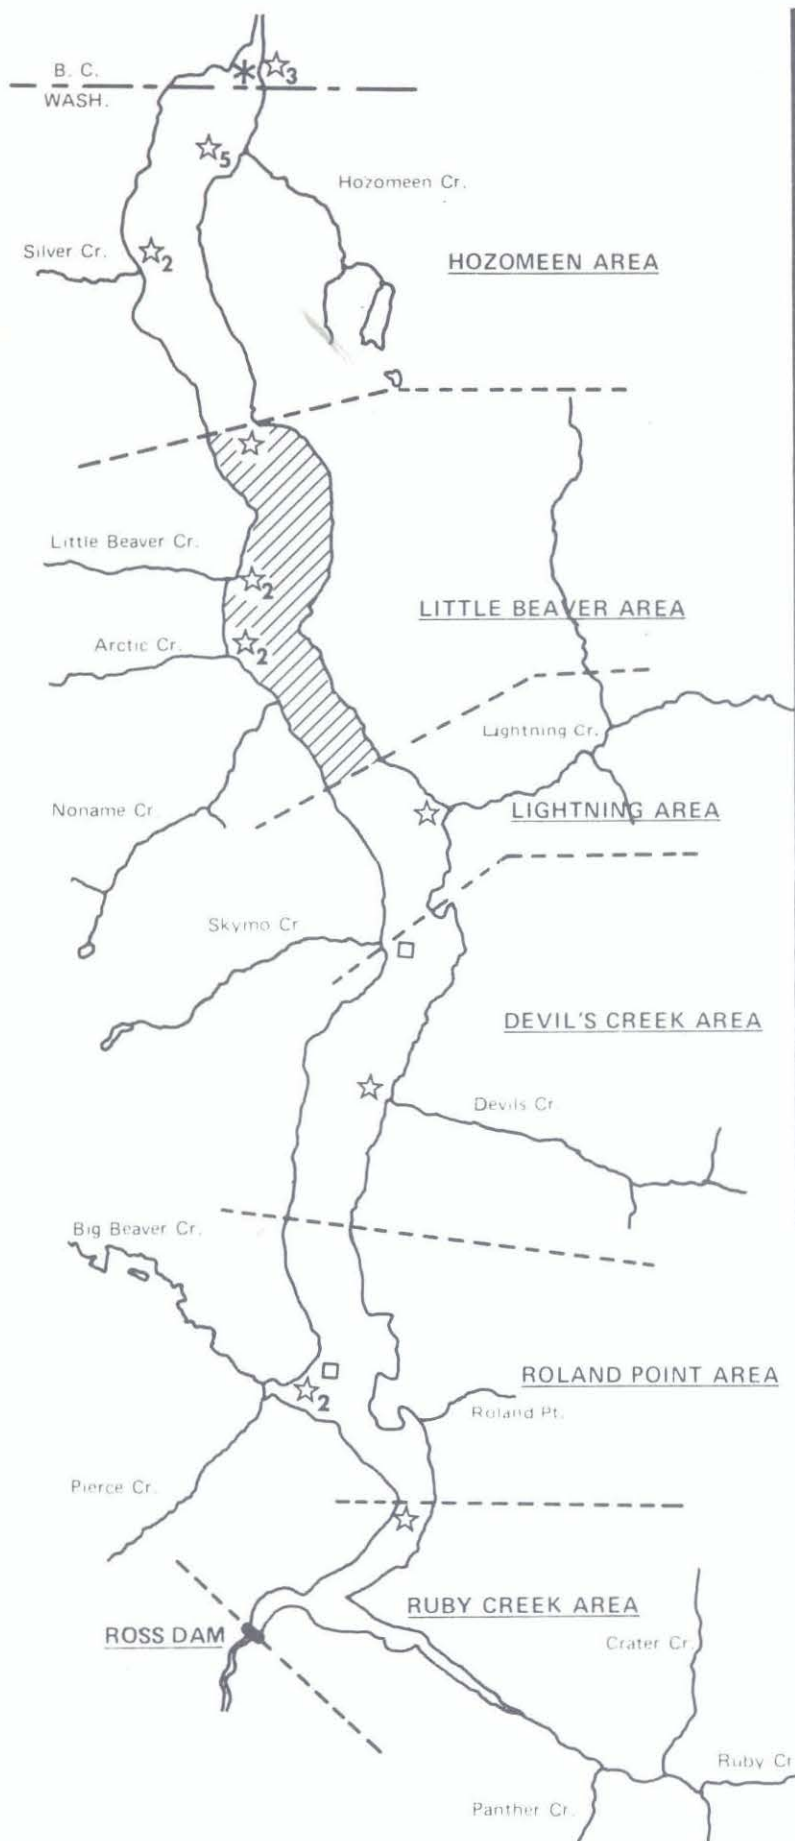 B. C.
3
WASH.
5
Hozomeen Cr.
Silver Cr.
2
HOZOMEEN AREA
Little Beaver Cr.
2
LITTLE BEAVER AREA
Arctic Cr.
2
Lightning Cr.
Noname Cr.
LIGHTNING AREA
Skymo Cr
DEVIL'S CREEK AREA
Devils Cr.
Big Beaver Cr.
ROLAND POINT AREA
2
Roland Pt.
Pierce Cr.
RUBY CREEK AREA
ROSS DAM
Crater Cr.
Ruby Cr
Panther Cr.